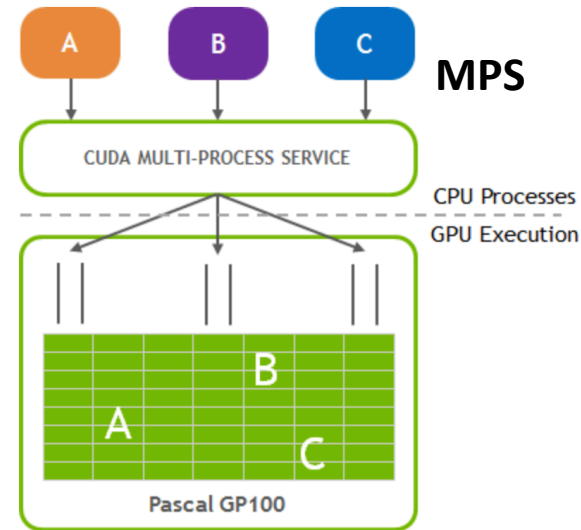 A
B
C
MPS
CUDA MULTI-PROCESS SERVICE
CPU Processes
GPU Execution
B
A
C
Pascal GP100